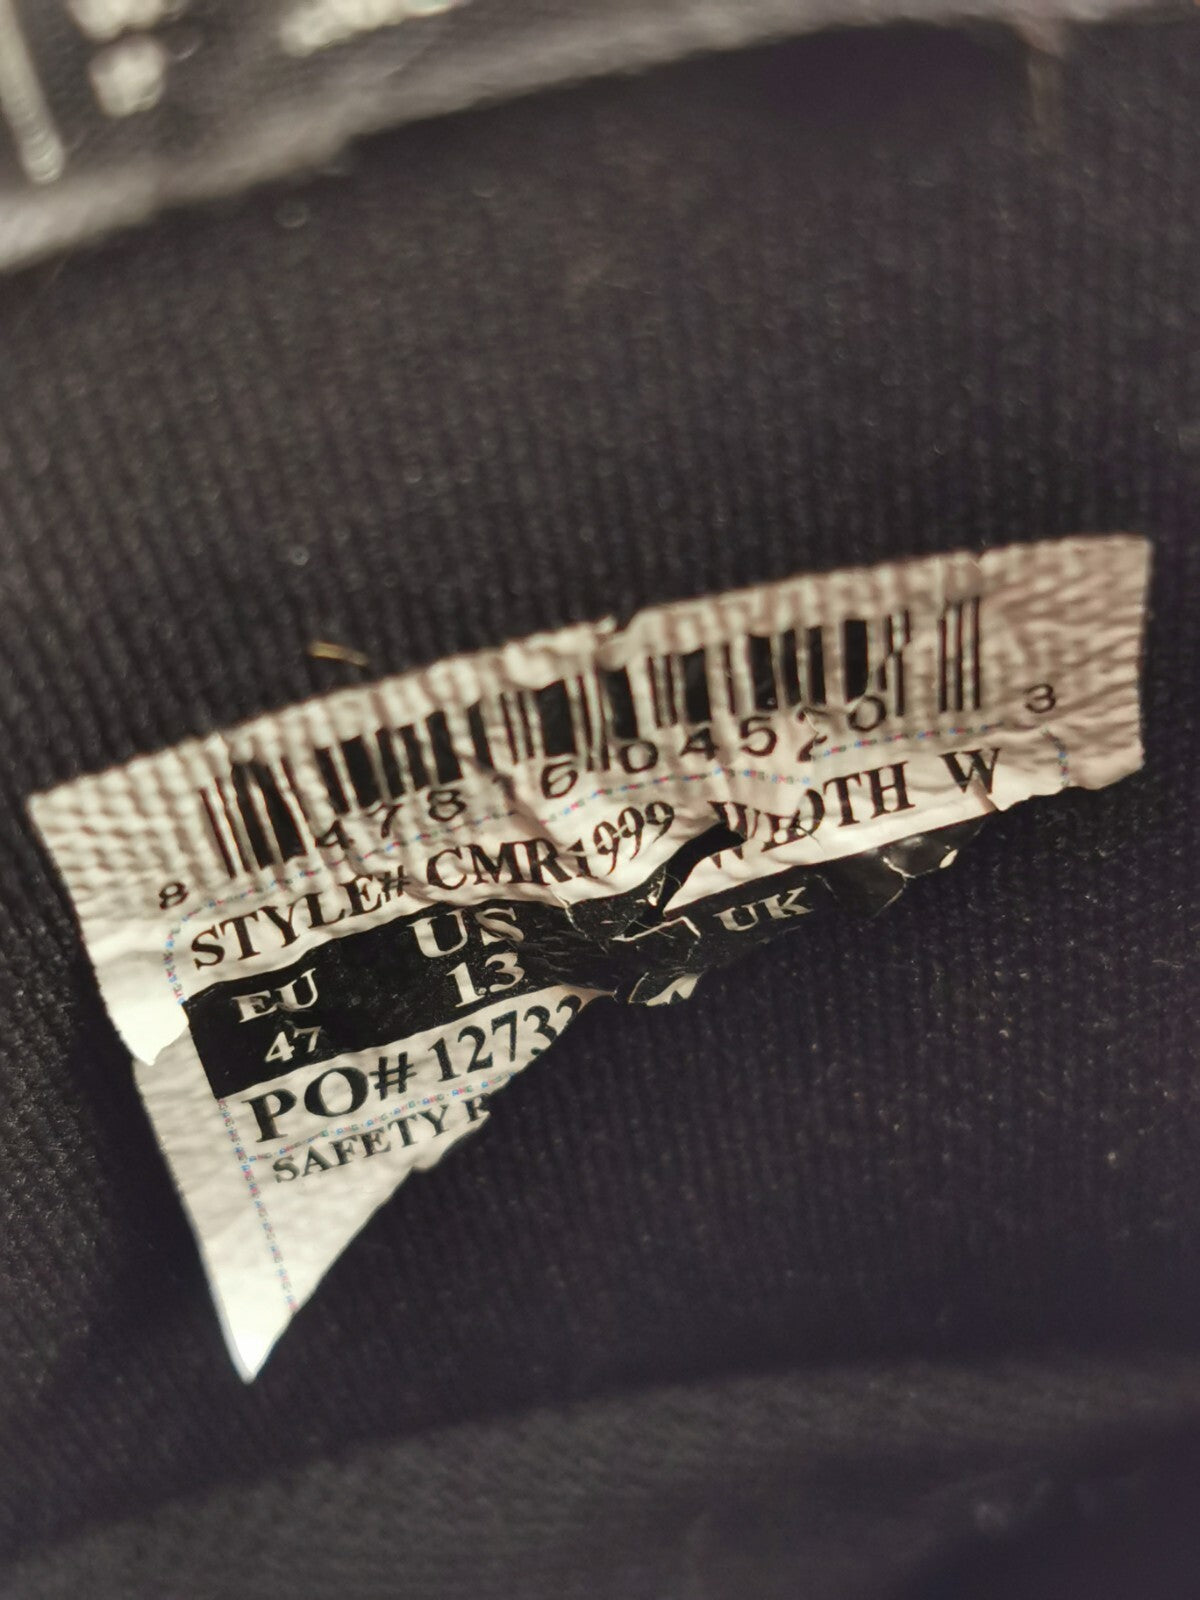 8 47816 04520 3
STYLE# CMR1999 WIDTH W
EU US UK
47 13
PO# 1273
SAFETY